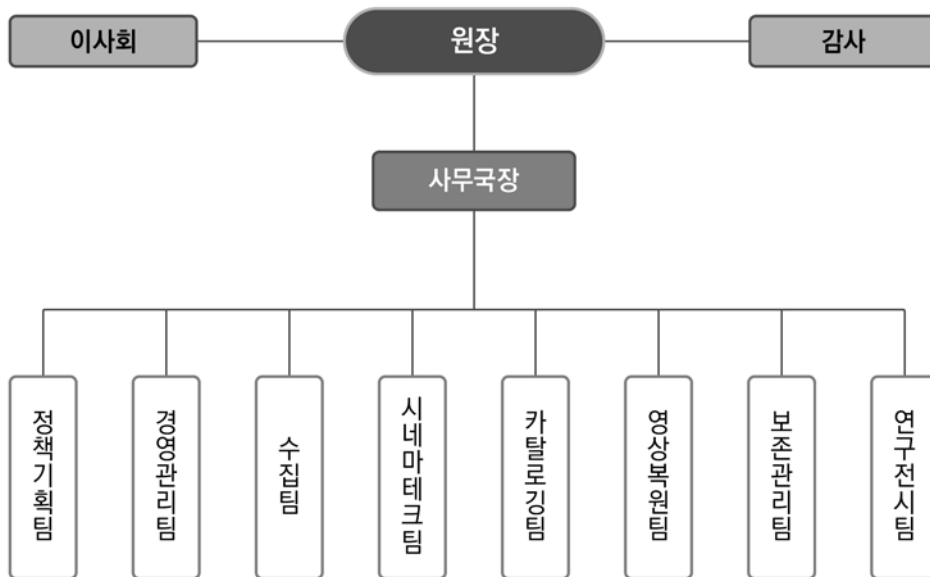 이사회
원장
감사
사무국장
정책기획팀
경영관리팀
수집팀
시네마테크팀
카탈로깅팀
영상복원팀
보존관리팀
연구전시팀